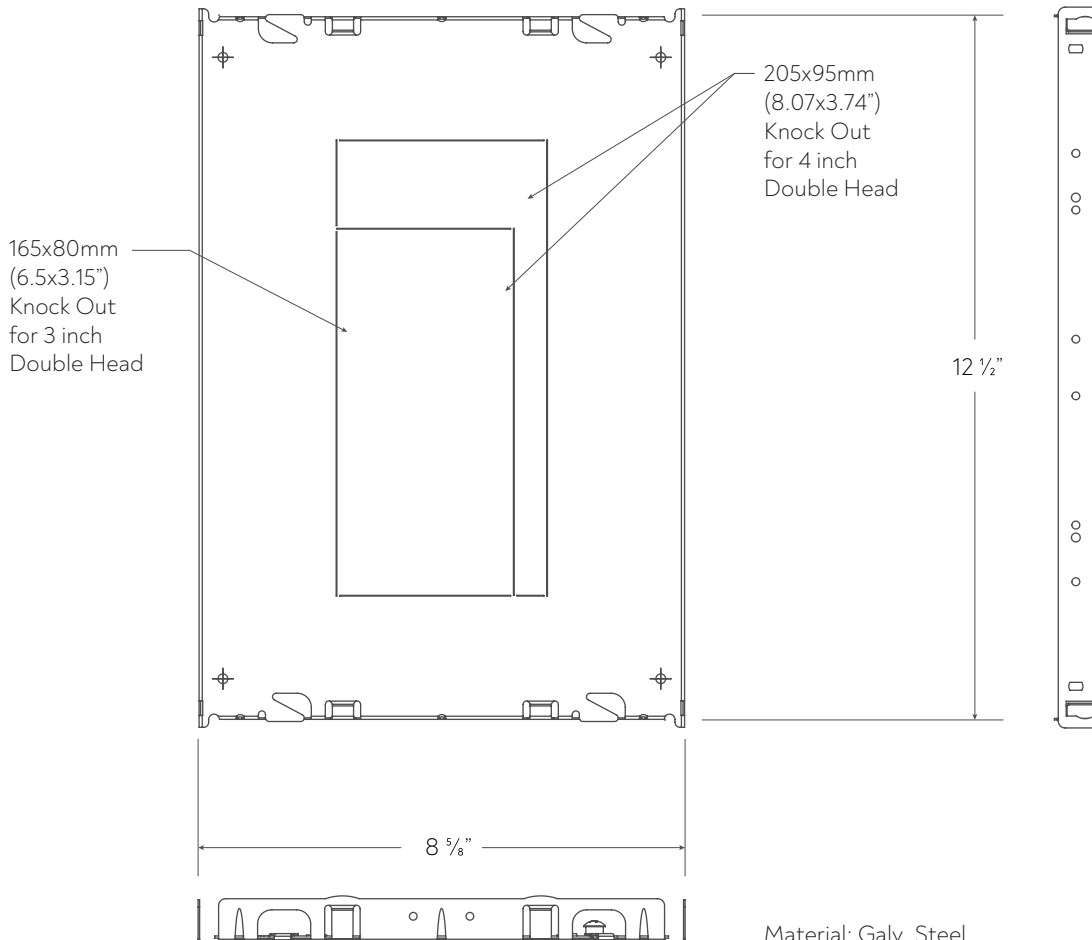 205x95mm
(8.07x3.74”)
Knock Out
for 4 inch
Double Head
165x80mm
(6.5x3.15”)
Knock Out
for 3 inch
Double Head
12 ½”
8 ⅝”
Material: Galv. Steel